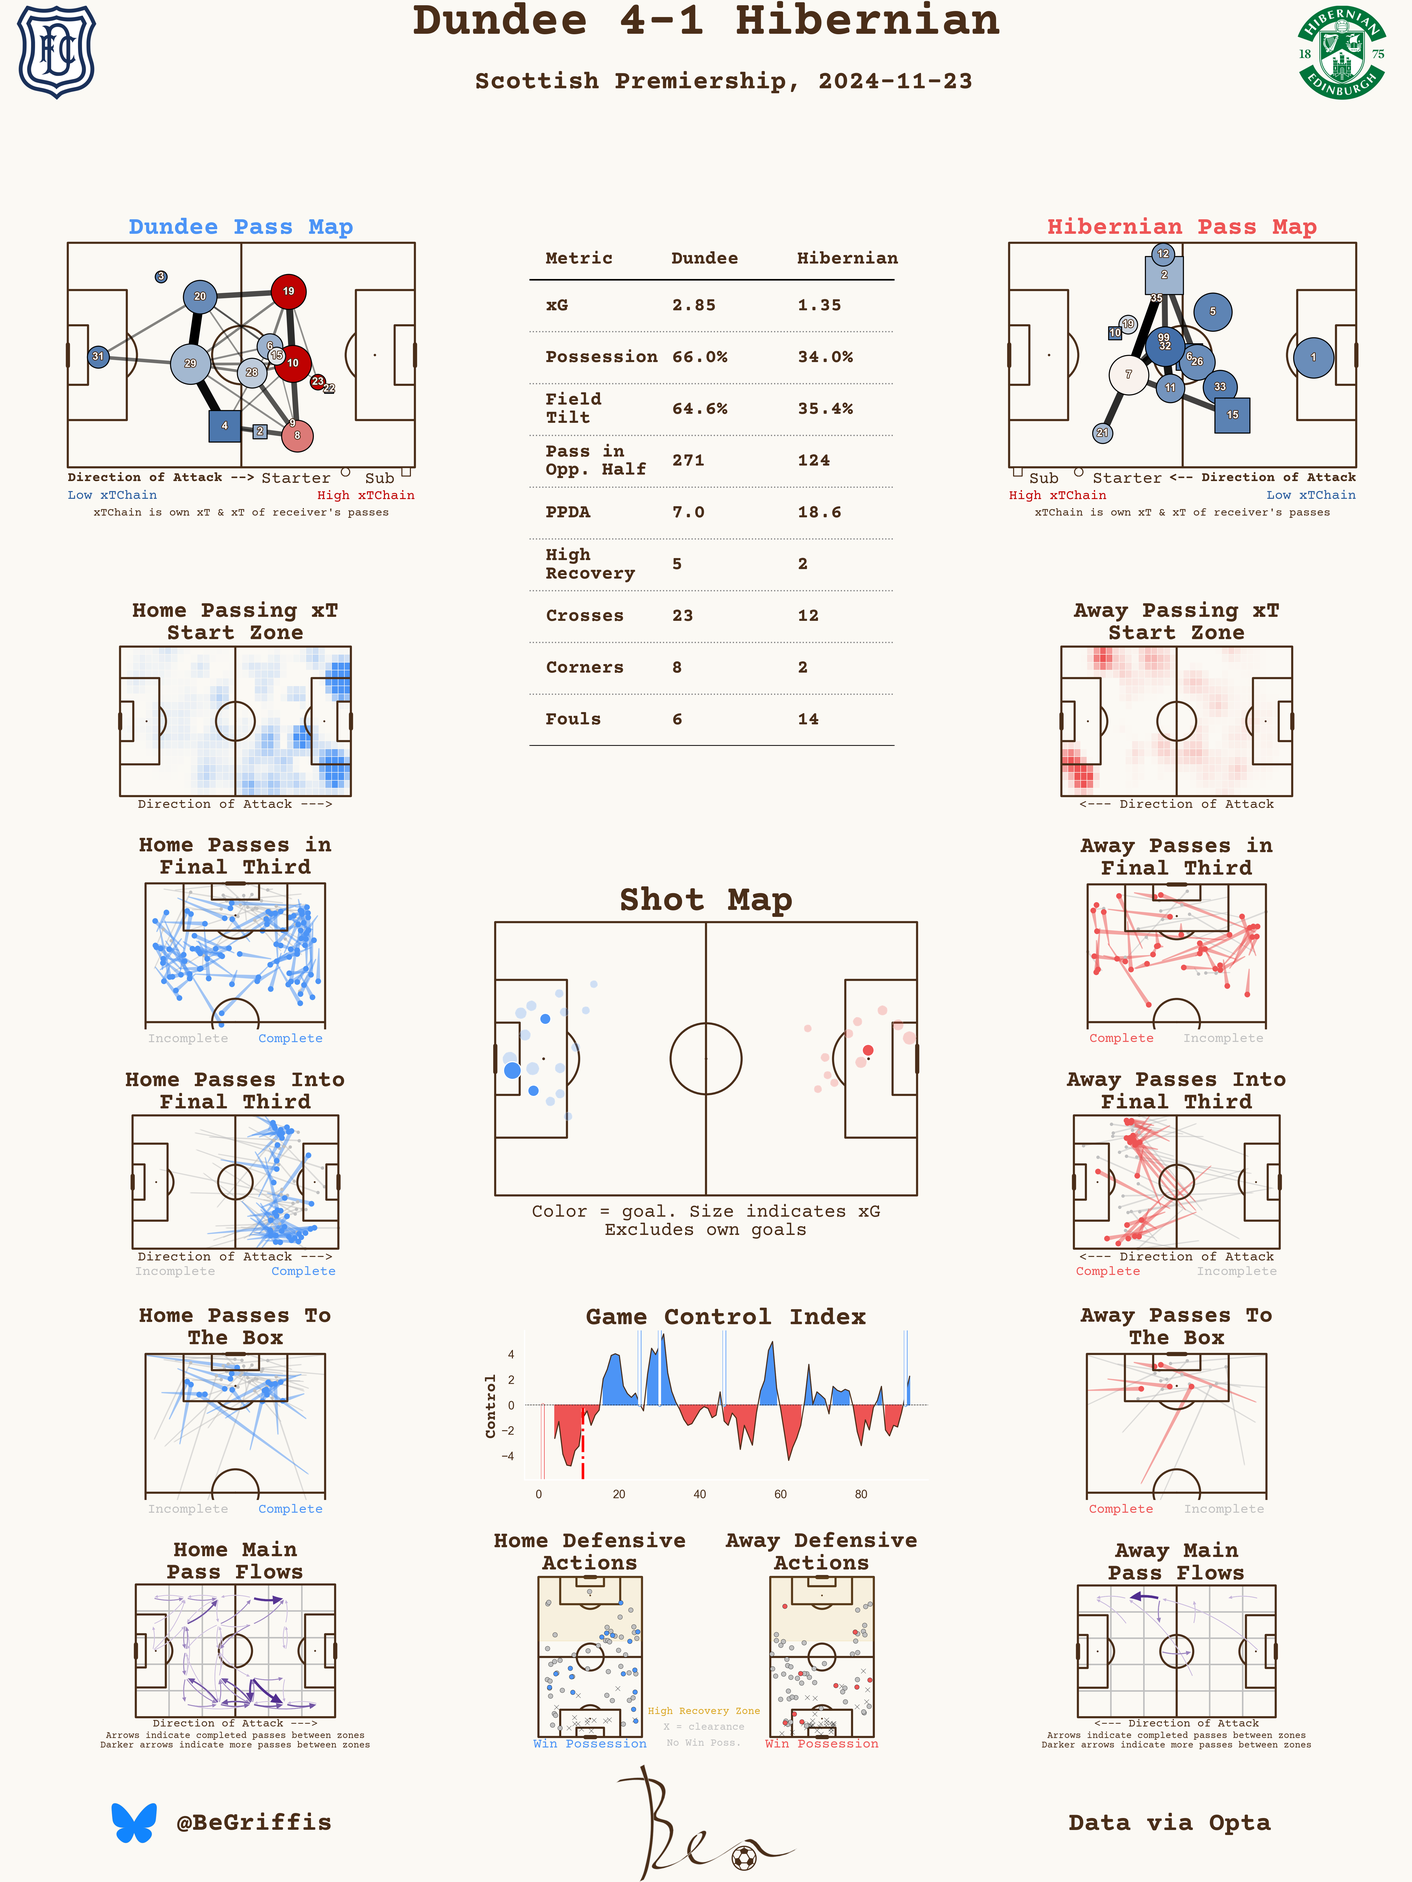 Dundee 4-1 Hibernian
Scottish Premiership, 2024-11-23
DFC
HIBERNIAN
18 75
EDINBURGH
Dundee Pass Map
3
20
19
31
29
6
15
10
28
23
22
4
2
9
8
Direction of Attack --> Starter Sub
Low xTChain High xTChain
xTChain is own xT & xT of receiver's passes
Metric Dundee Hibernian
xG 2.85 1.35
Possession 66.0% 34.0%
Field
Tilt 64.6% 35.4%
Pass in
Opp. Half 271 124
PPDA 7.0 18.6
High
Recovery 5 2
Crosses 23 12
Corners 8 2
Fouls 6 14
Hibernian Pass Map
12
2
35
5
19
10
99
32
6
26
1
7
11
33
15
21
Sub Starter <-- Direction of Attack
High xTChain Low xTChain
xTChain is own xT & xT of receiver's passes
Home Passing xT
Start Zone
Direction of Attack --->
Away Passing xT
Start Zone
<--- Direction of Attack
Home Passes in
Final Third
Incomplete Complete
Away Passes in
Final Third
Complete Incomplete
Shot Map
Color = goal. Size indicates xG
Excludes own goals
Home Passes Into
Final Third
Direction of Attack --->
Incomplete Complete
Away Passes Into
Final Third
<--- Direction of Attack
Complete Incomplete
Home Passes To
The Box
Incomplete Complete
Game Control Index
Control
4
2
0
−2
−4
0 20 40 60 80
Away Passes To
The Box
Complete Incomplete
Home Main
Pass Flows
Direction of Attack --->
Arrows indicate completed passes between zones
Darker arrows indicate more passes between zones
Home Defensive
Actions
Win Possession
Away Defensive
Actions
Win Possession
High Recovery Zone
X = clearance
No Win Poss.
Away Main
Pass Flows
<--- Direction of Attack
Arrows indicate completed passes between zones
Darker arrows indicate more passes between zones
@BeGriffis
Ben
Data via Opta